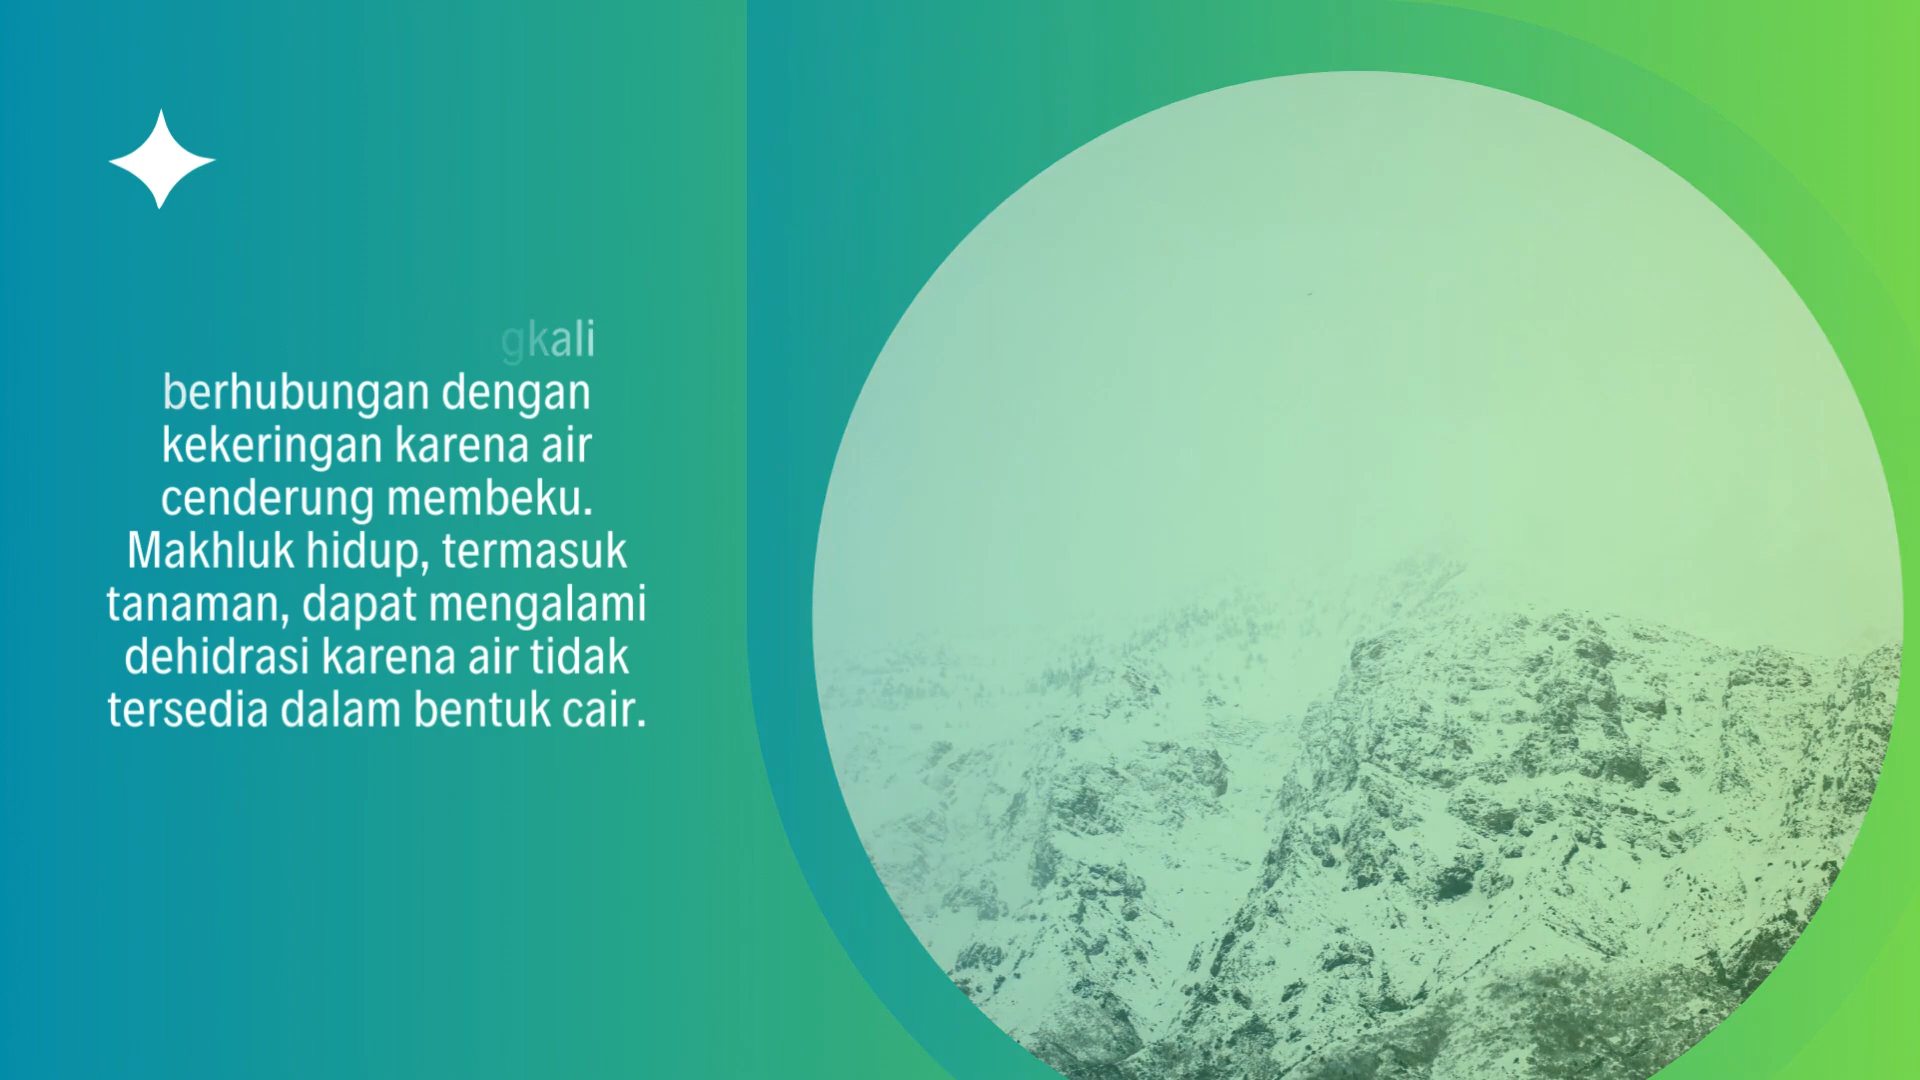 berhubungan dengan
kekeringan karena air
cenderung membeku.
Makhluk hidup, termasuk
tanaman, dapat mengalami
dehidrasi karena air tidak
tersedia dalam bentuk cair.